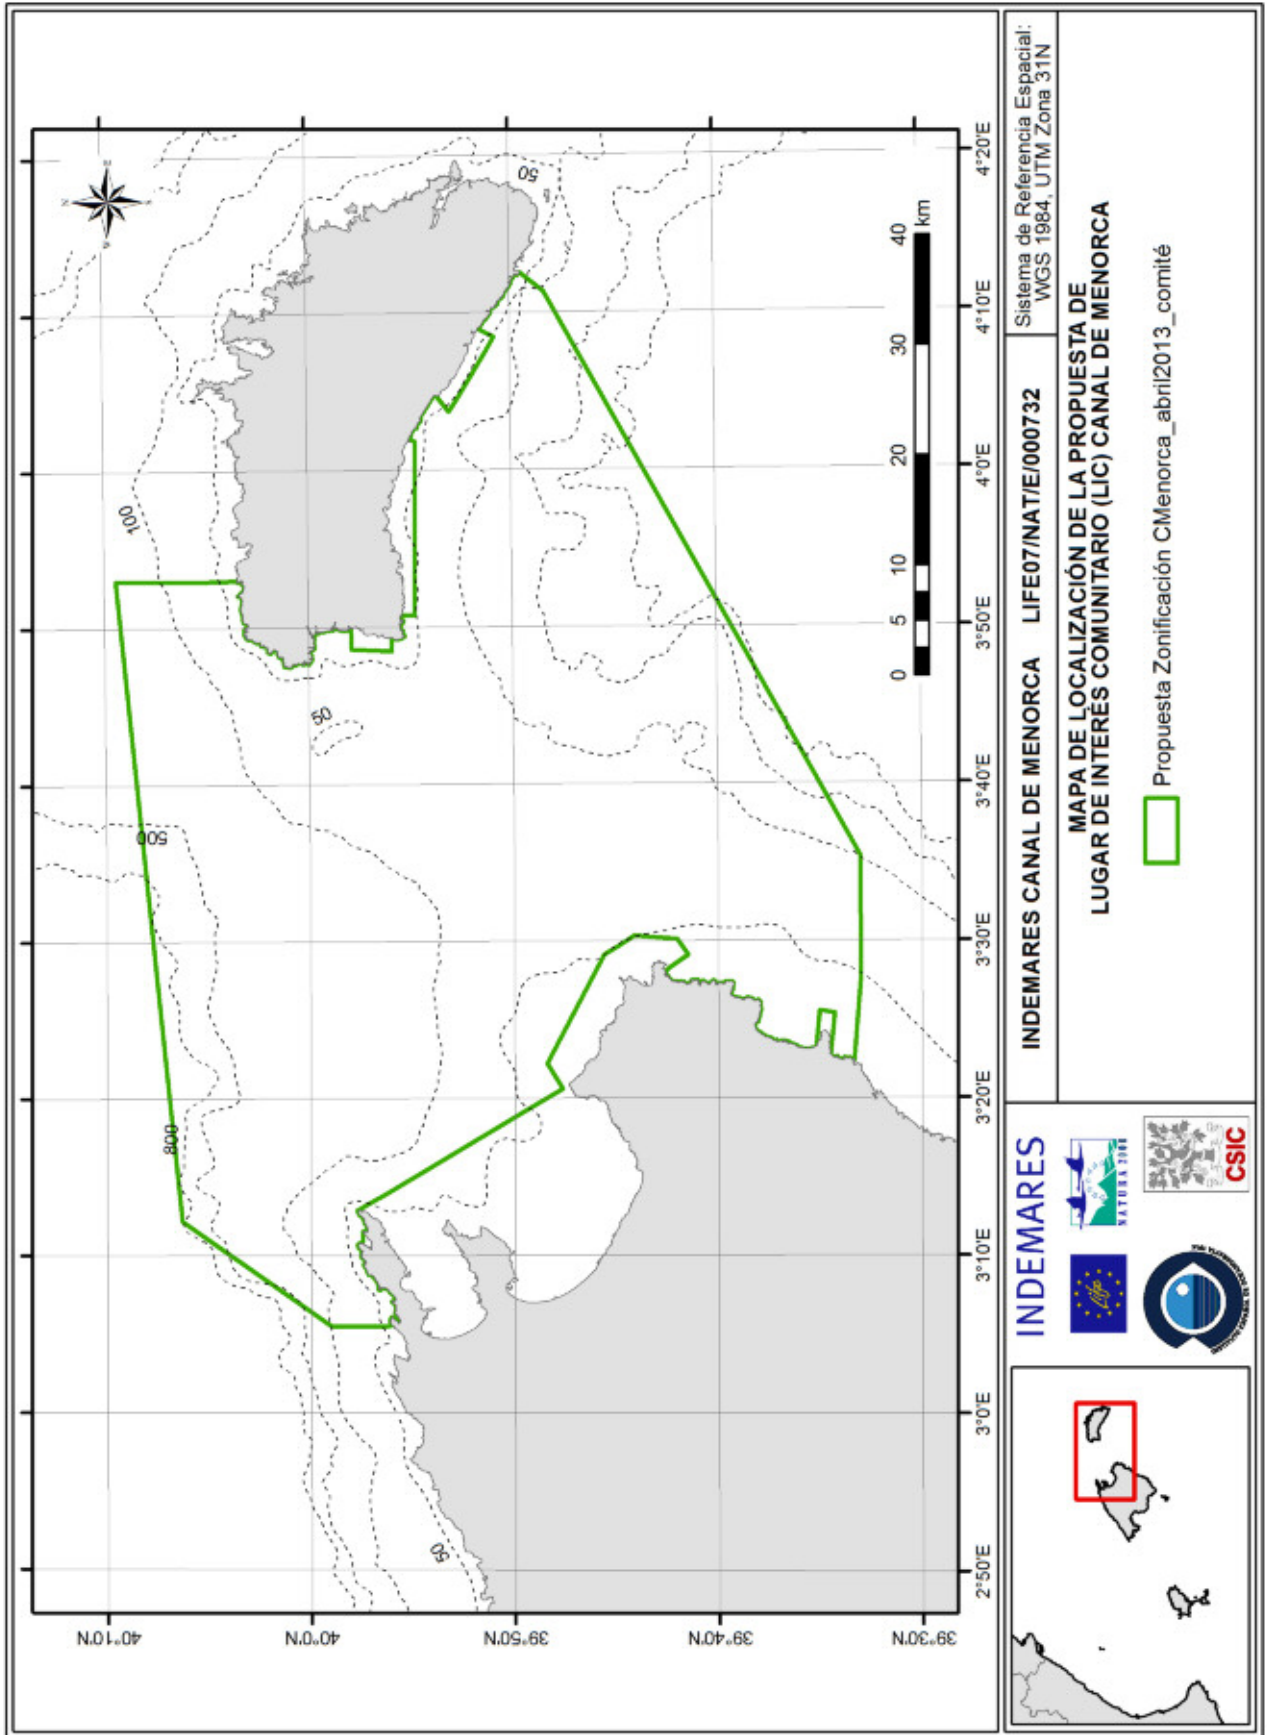 40°10'N
40°0'N
39°50'N
39°40'N
39°30'N
2°50'E
3°0'E
3°10'E
3°20'E
3°30'E
3°40'E
3°50'E
4°0'E
4°10'E
4°20'E
50
800
500
50
100
50
0 5 10 20 30 40
km
INDEMARES
NATURA 2000
CSIC
INDEMARES CANAL DE MENORCA LIFE07/NAT/E/000732
Sistema de Referencia Espacial:
WGS 1984, UTM Zona 31N
MAPA DE LOCALIZACIÓN DE LA PROPUESTA DE
LUGAR DE INTERÉS COMUNITARIO (LIC) CANAL DE MENORCA
Propuesta Zonificación CMenorca_abril2013_comité